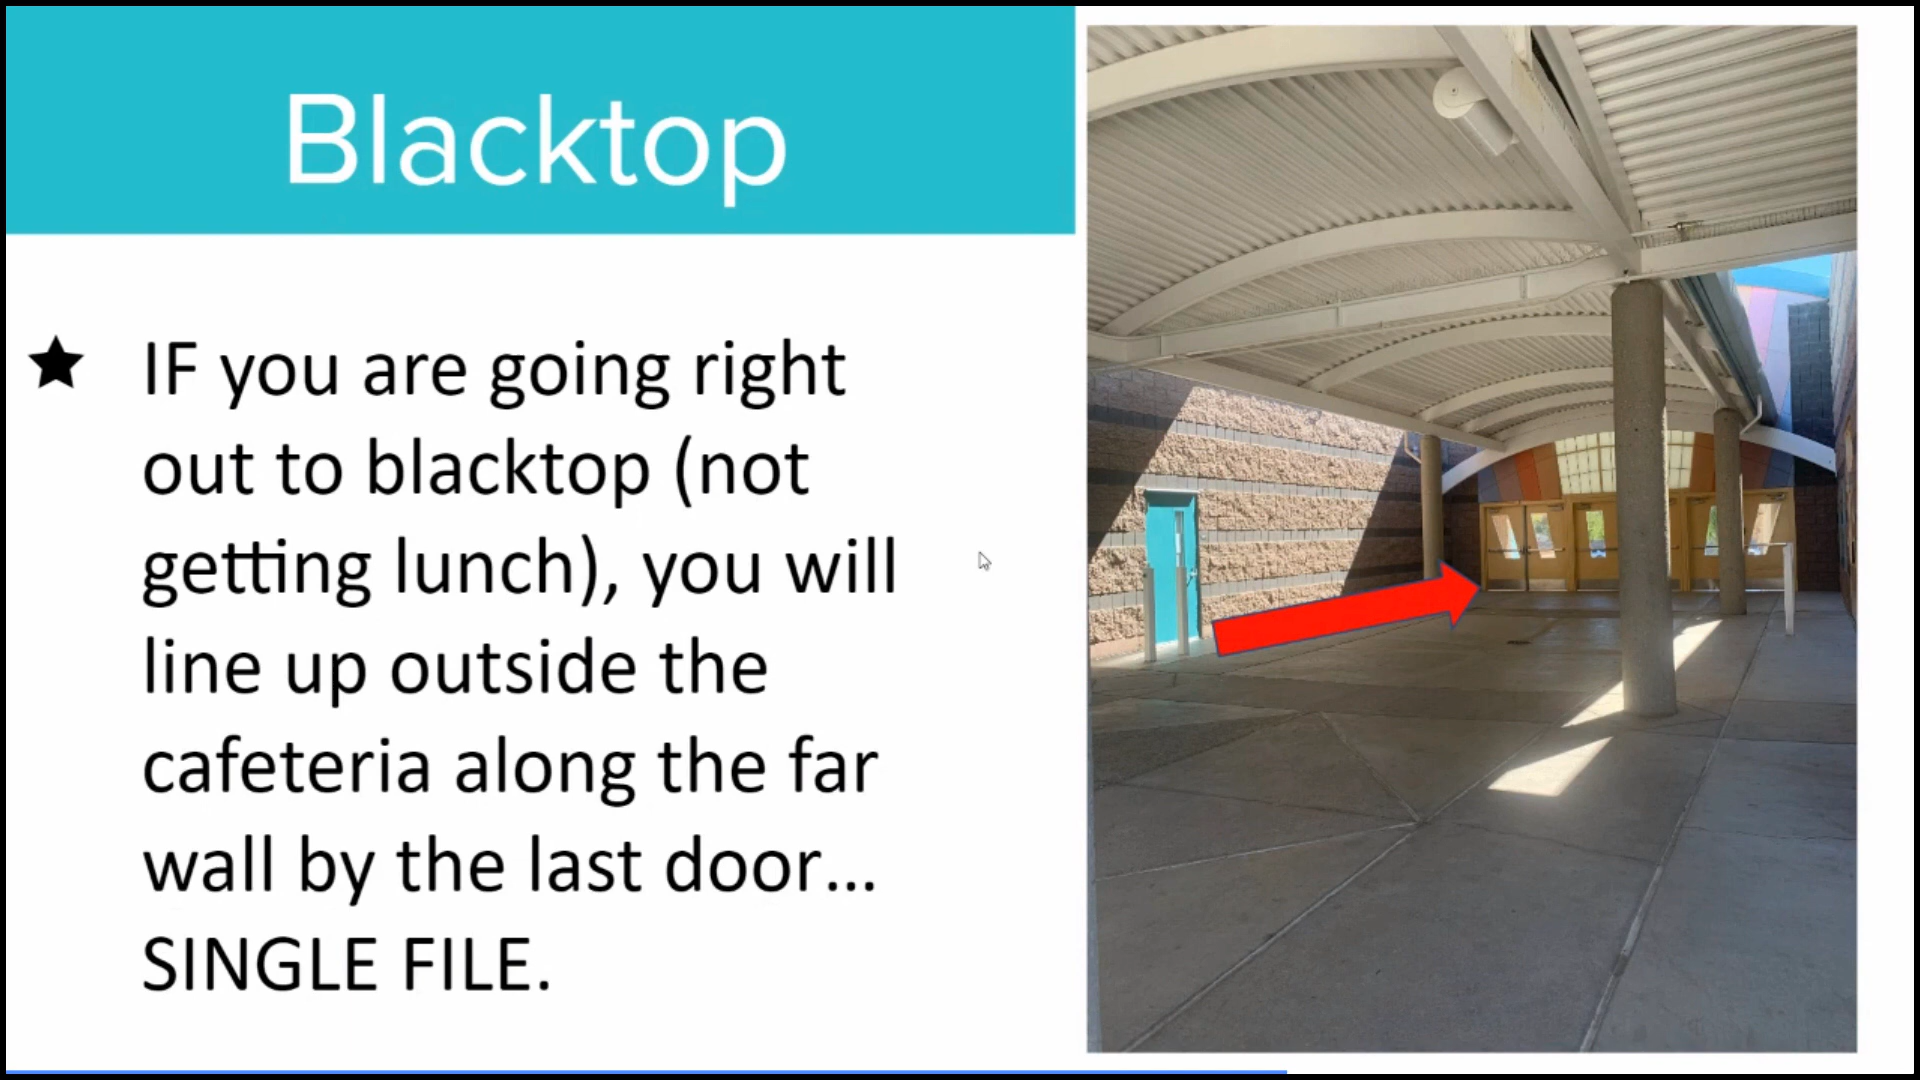 Blacktop
IF you are going right
out to blacktop (not
getting lunch), you will
line up outside the
cafeteria along the far
wall by the last door...
SINGLE FILE.